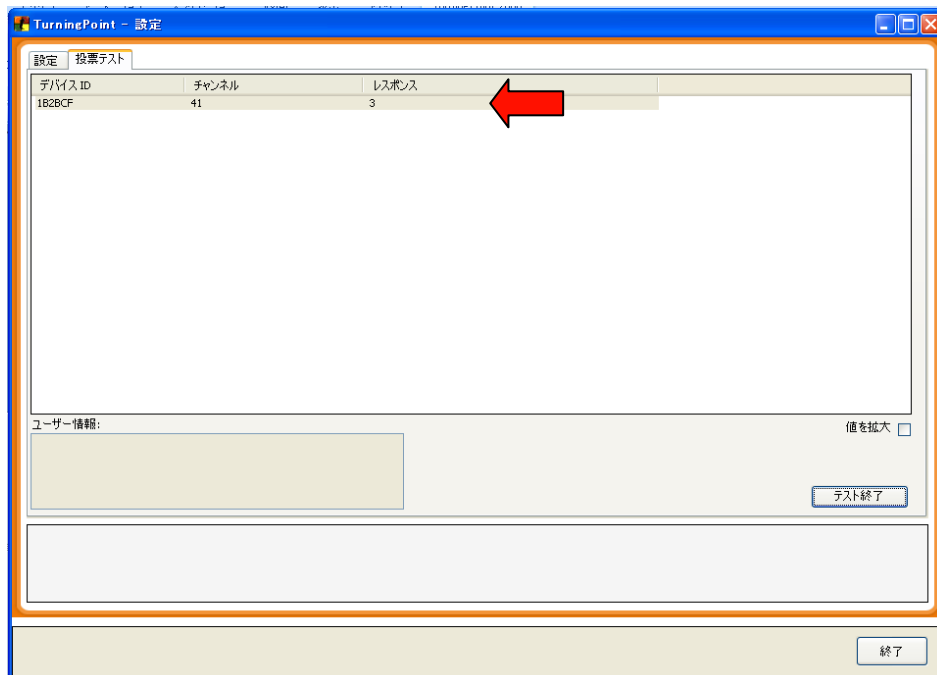 TurningPoint - 設定
設定 投票テスト
デバイス ID チャンネル レスポンス
1B2BCF 41 3
ユーザー情報:
値を拡大
テスト終了
終了